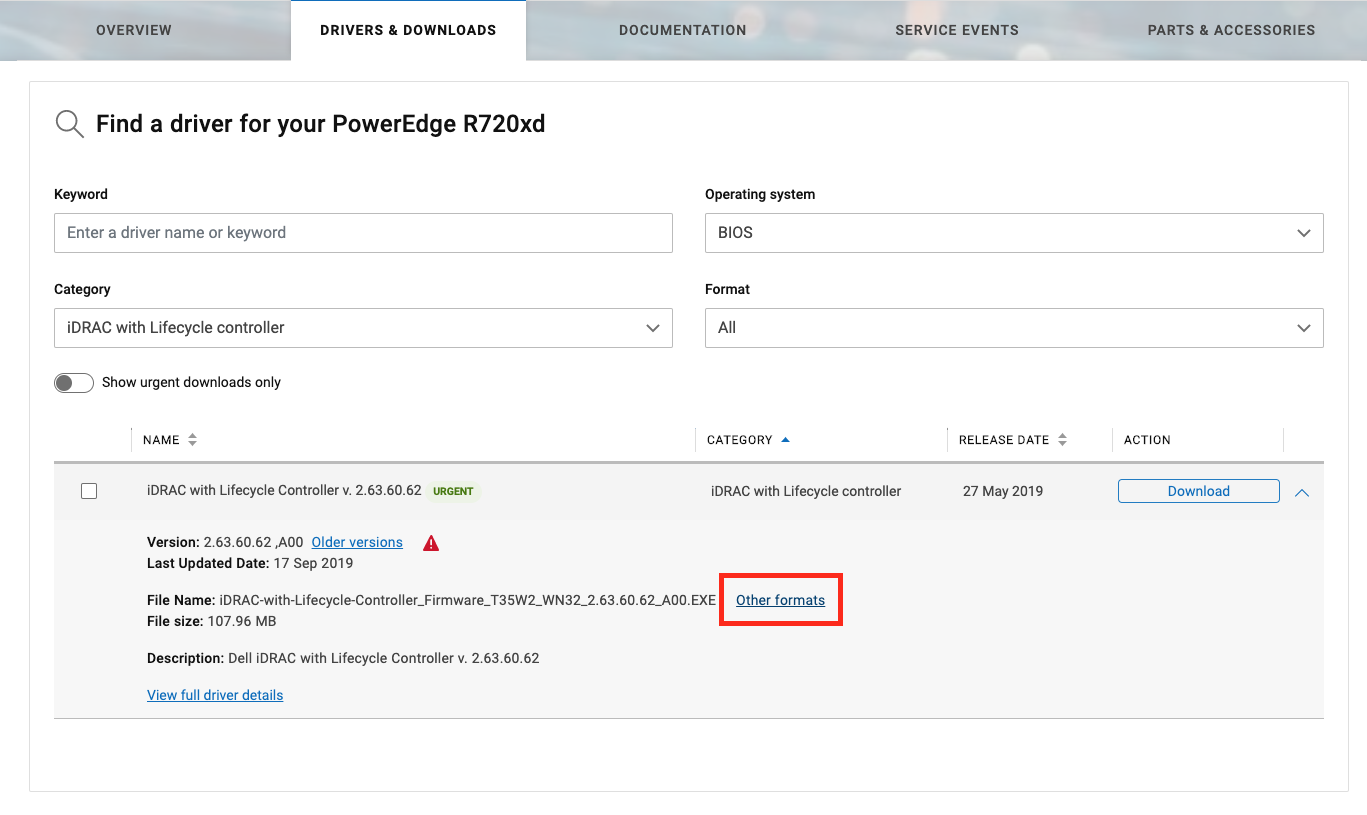 OVERVIEW DRIVERS & DOWNLOADS DOCUMENTATION SERVICE EVENTS PARTS & ACCESSORIES
Find a driver for your PowerEdge R720xd
Keyword Operating system
Enter a driver name or keyword BIOS
Category Format
iDRAC with Lifecycle controller All
Show urgent downloads only
NAME CATEGORY RELEASE DATE ACTION
iDRAC with Lifecycle Controller v. 2.63.60.62 URGENT iDRAC with Lifecycle controller 27 May 2019 Download
Version: 2.63.60.62 ,A00 Older versions
Last Updated Date: 17 Sep 2019
File Name: iDRAC-with-Lifecycle-Controller_Firmware_T35W2_WN32_2.63.60.62_A00.EXE Other formats
File size: 107.96 MB
Description: Dell iDRAC with Lifecycle Controller v. 2.63.60.62
View full driver details